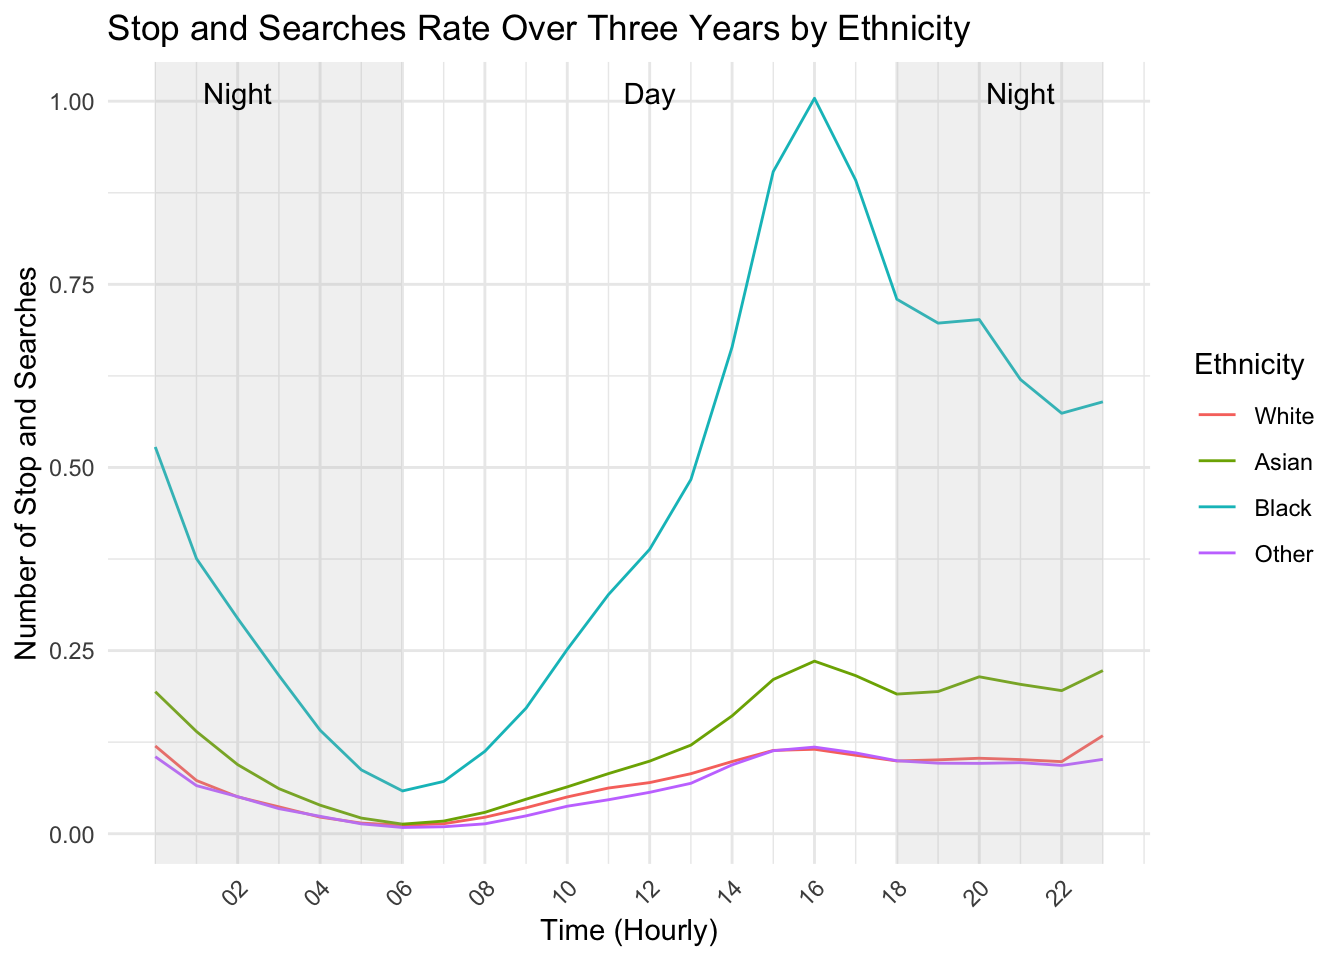 Stop and Searches Rate Over Three Years by Ethnicity
Night
Day
Night
1.00
0.75
0.50
0.25
0.00
Number of Stop and Searches
02
04
06
08
10
12
14
16
18
20
22
Time (Hourly)
Ethnicity
White
Asian
Black
Other